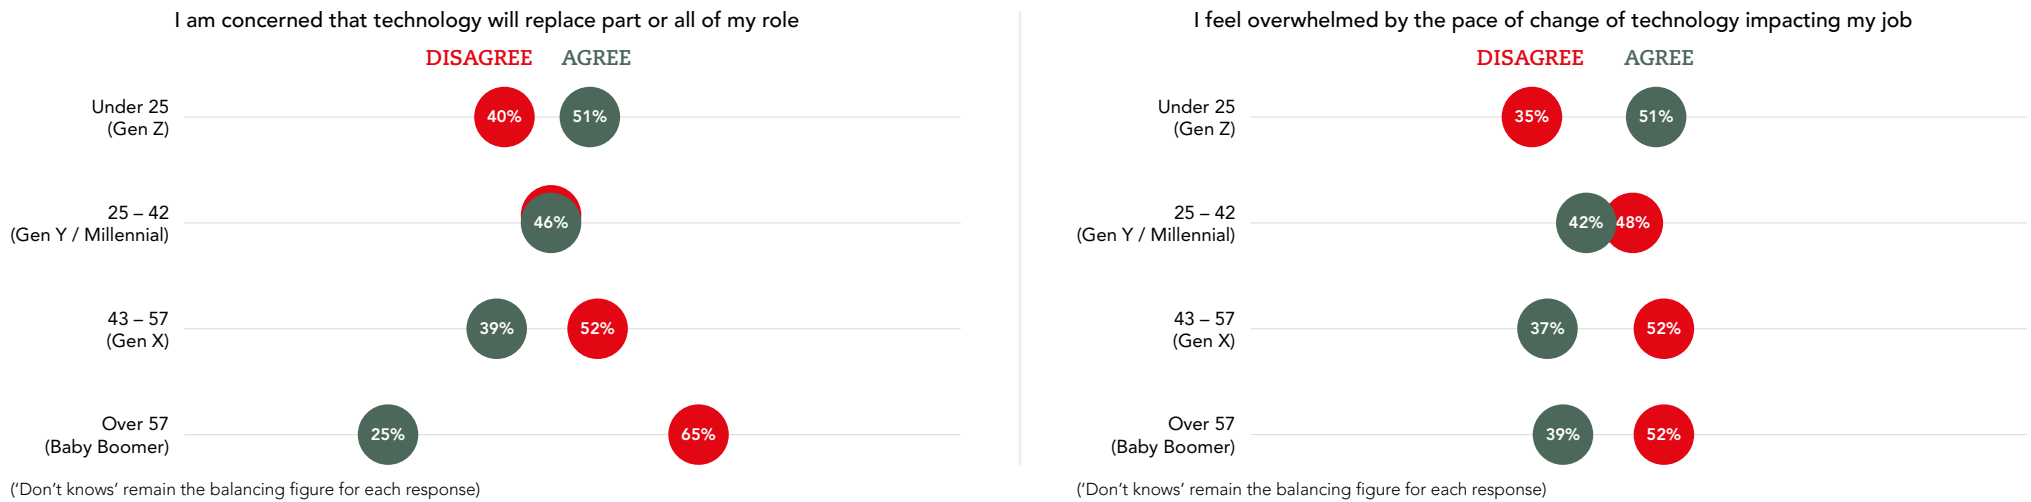 I am concerned that technology will replace part or all of my role
DISAGREE AGREE
Under 25
(Gen Z)
40% 51%
25 – 42
(Gen Y / Millennial)
46%
43 – 57
(Gen X)
39% 52%
Over 57
(Baby Boomer)
25% 65%
(‘Don’t knows’ remain the balancing figure for each response)
I feel overwhelmed by the pace of change of technology impacting my job
DISAGREE AGREE
Under 25
(Gen Z)
35% 51%
25 – 42
(Gen Y / Millennial)
42% 48%
43 – 57
(Gen X)
37% 52%
Over 57
(Baby Boomer)
39% 52%
(‘Don’t knows’ remain the balancing figure for each response)